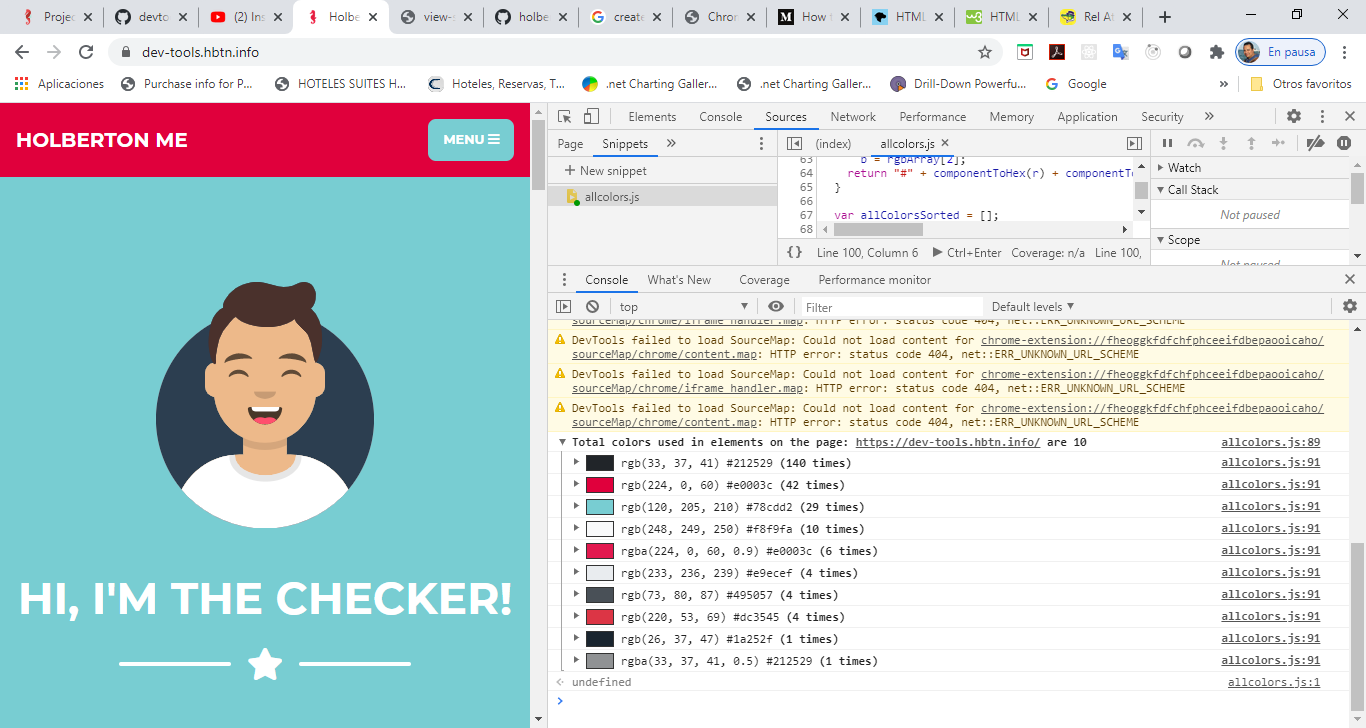 Projec
devto
(2) Ins
Holbe
view-s
holbe
create
Chron
How t
HTML
HTML
Rel At
dev-tools.hbtn.info
En pausa
Aplicaciones
Purchase info for P...
HOTELES SUITES H...
Hoteles, Reservas, T...
.net Charting Galler...
.net Charting Galler...
Drill-Down Powerfu...
Google
»
Otros favoritos
HOLBERTON ME
MENU
HI, I'M THE CHECKER!
Elements
Console
Sources
Network
Performance
Memory
Application
Security
»
Page
Snippets
»
+ New snippet
allcolors.js
(index)
allcolors.js
63 b = rgbArray[2];
64 return "#" + componentToHex(r) + componentT
65 }
66
67 var allColorsSorted = [];
68
{} Line 100, Column 6
Ctrl+Enter
Coverage: n/a
Line 100,
Watch
Call Stack
Not paused
Scope
Not paused
Console
What's New
Coverage
Performance monitor
top
Filter
Default levels
sourceMap/chrome/iframe_handler.map: HTTP error: status code 404, net::ERR_UNKNOWN_URL_SCHEME
DevTools failed to load SourceMap: Could not load content for chrome-extension://fheoggkfdfchfphceeifdbepaooicaho/
sourceMap/chrome/content.map: HTTP error: status code 404, net::ERR_UNKNOWN_URL_SCHEME
DevTools failed to load SourceMap: Could not load content for chrome-extension://fheoggkfdfchfphceeifdbepaooicaho/
sourceMap/chrome/iframe_handler.map: HTTP error: status code 404, net::ERR_UNKNOWN_URL_SCHEME
DevTools failed to load SourceMap: Could not load content for chrome-extension://fheoggkfdfchfphceeifdbepaooicaho/
sourceMap/chrome/content.map: HTTP error: status code 404, net::ERR_UNKNOWN_URL_SCHEME
Total colors used in elements on the page: https://dev-tools.hbtn.info/ are 10 allcolors.js:89
rgb(33, 37, 41) #212529 (140 times) allcolors.js:91
rgb(224, 0, 60) #e0003c (42 times) allcolors.js:91
rgb(120, 205, 210) #78cdd2 (29 times) allcolors.js:91
rgb(248, 249, 250) #f8f9fa (10 times) allcolors.js:91
rgba(224, 0, 60, 0.9) #e0003c (6 times) allcolors.js:91
rgb(233, 236, 239) #e9ecef (4 times) allcolors.js:91
rgb(73, 80, 87) #495057 (4 times) allcolors.js:91
rgb(220, 53, 69) #dc3545 (4 times) allcolors.js:91
rgb(26, 37, 47) #1a252f (1 times) allcolors.js:91
rgba(33, 37, 41, 0.5) #212529 (1 times) allcolors.js:91
undefined allcolors.js:1